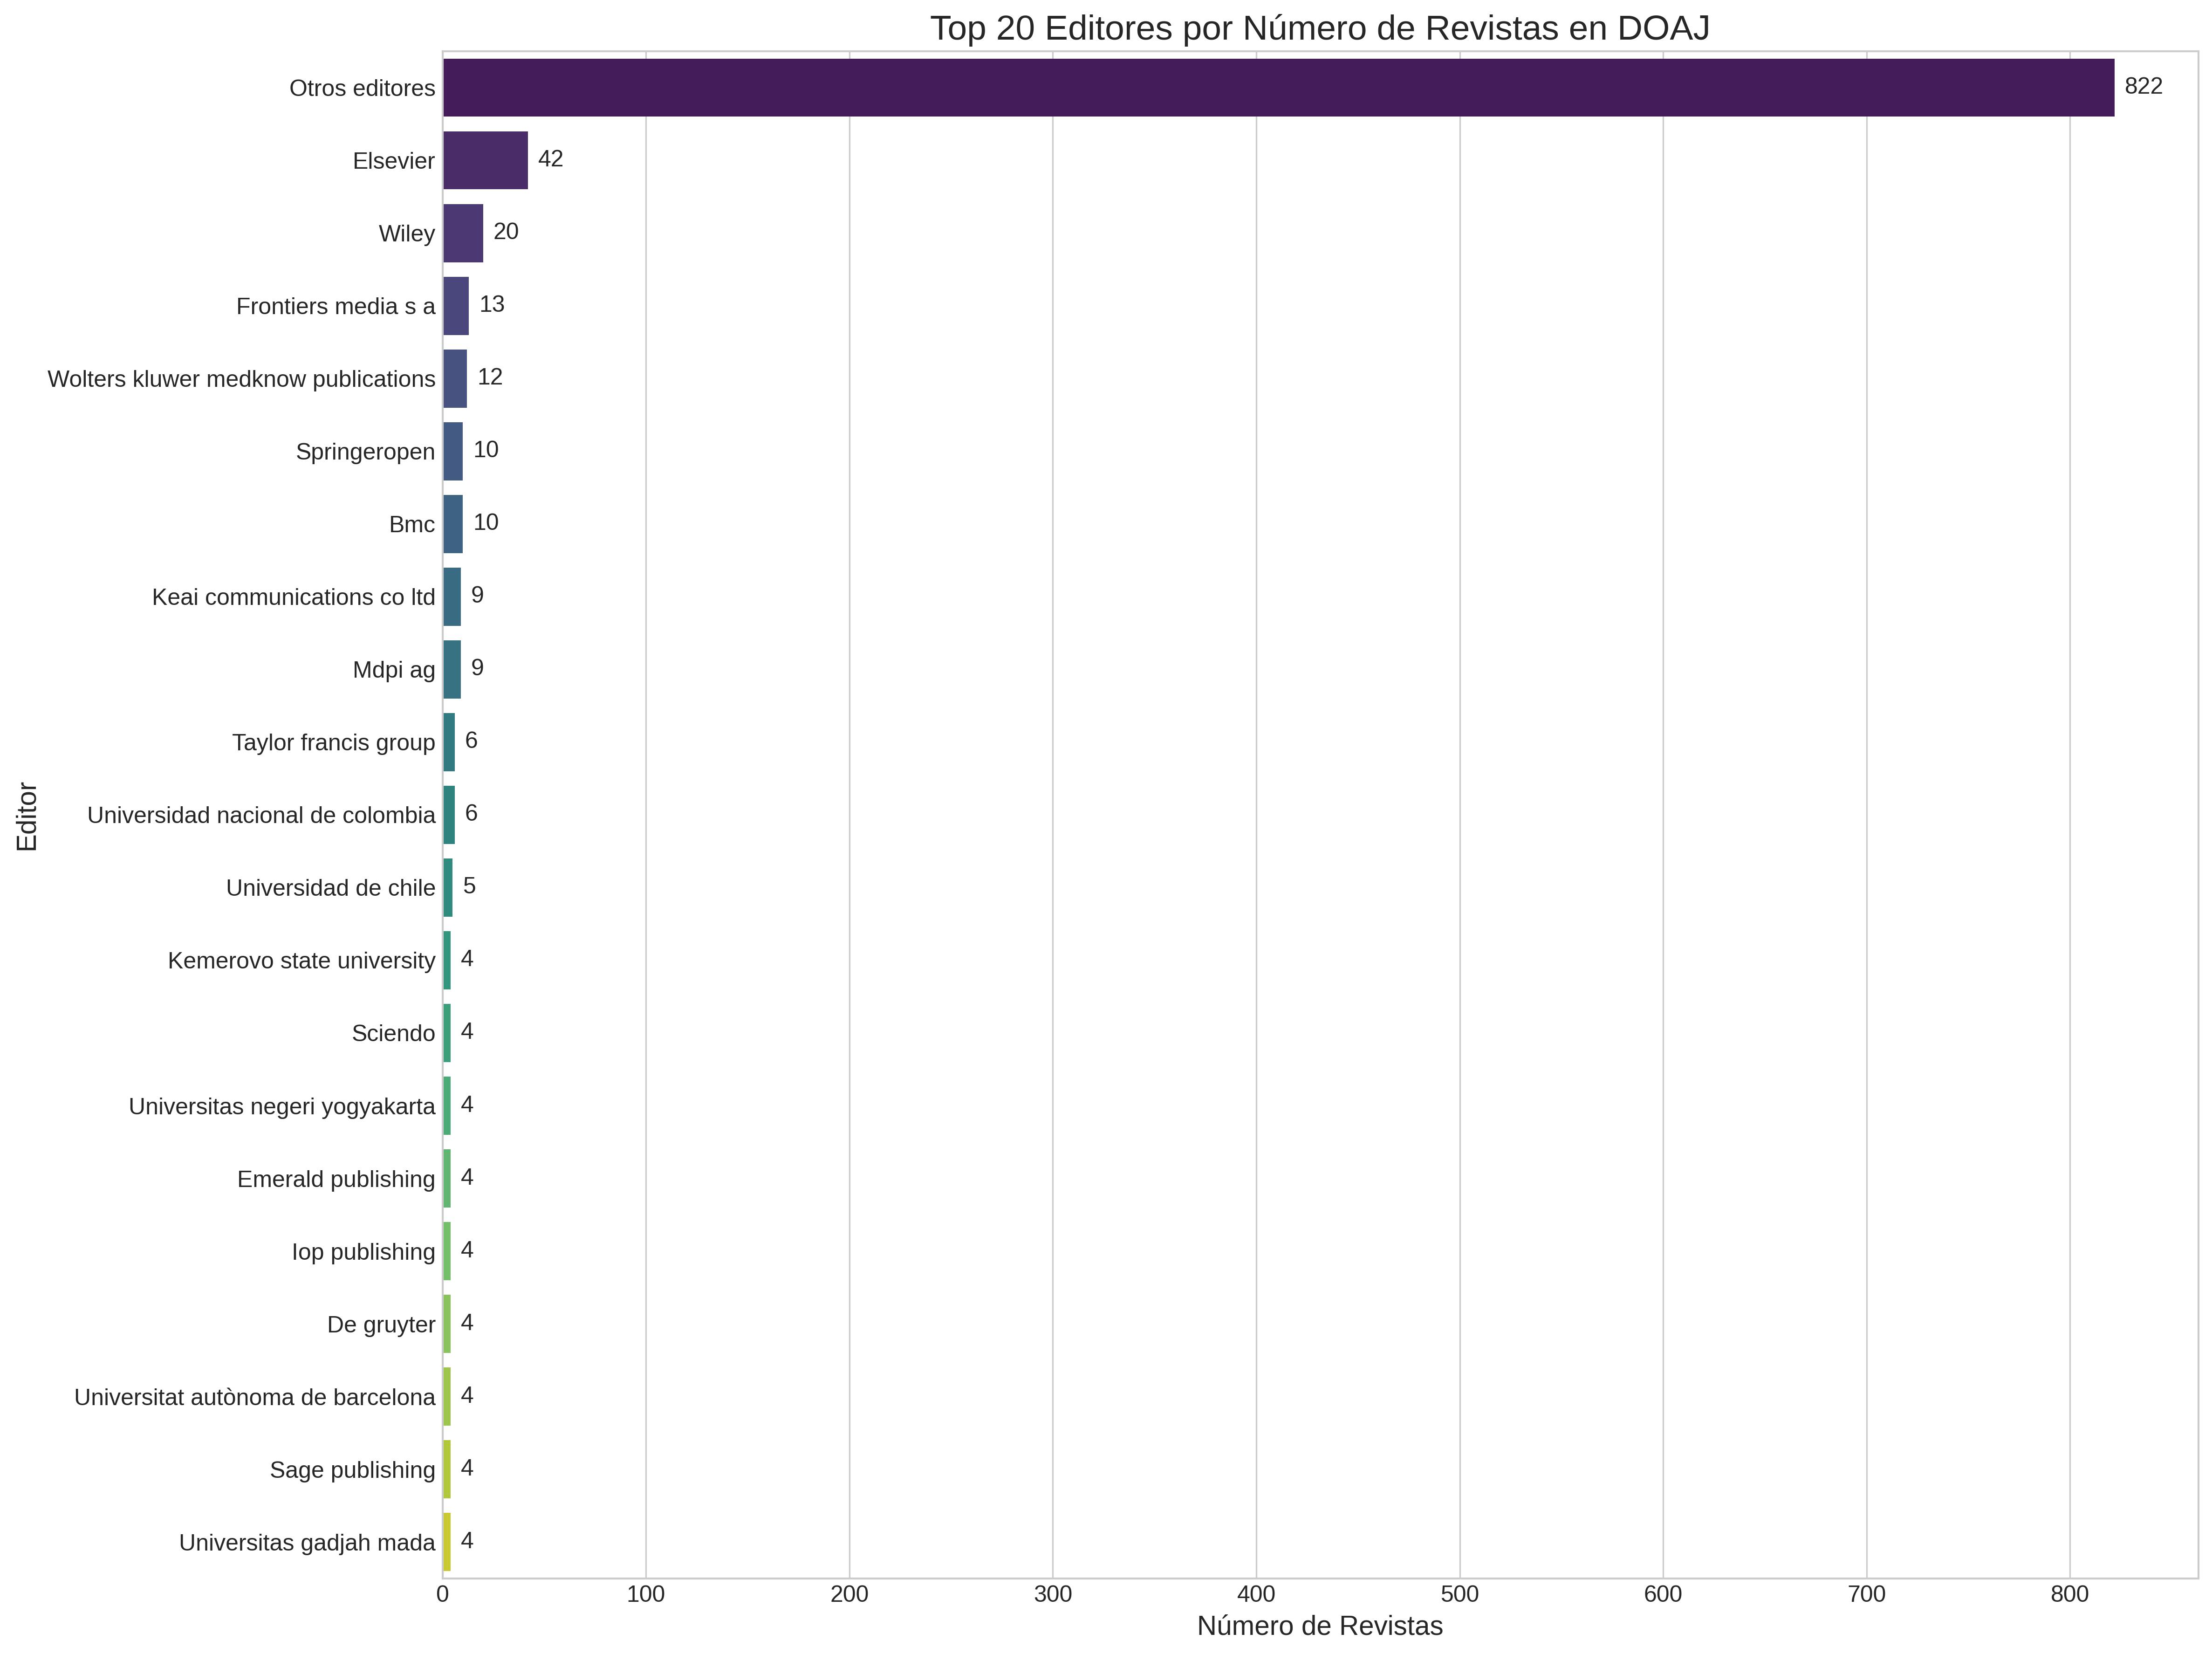 Top 20 Editores por Número de Revistas en DOAJ
Otros editores 822
Elsevier 42
Wiley 20
Frontiers media s a 13
Wolters kluwer medknow publications 12
Springeropen 10
Bmc 10
Keai communications co ltd 9
Mdpi ag 9
Taylor francis group 6
Universidad nacional de colombia 6
Universidad de chile 5
Kemerovo state university 4
Sciendo 4
Universitas negeri yogyakarta 4
Emerald publishing 4
Iop publishing 4
De gruyter 4
Universitat autònoma de barcelona 4
Sage publishing 4
Universitas gadjah mada 4
Editor
0 100 200 300 400 500 600 700 800
Número de Revistas